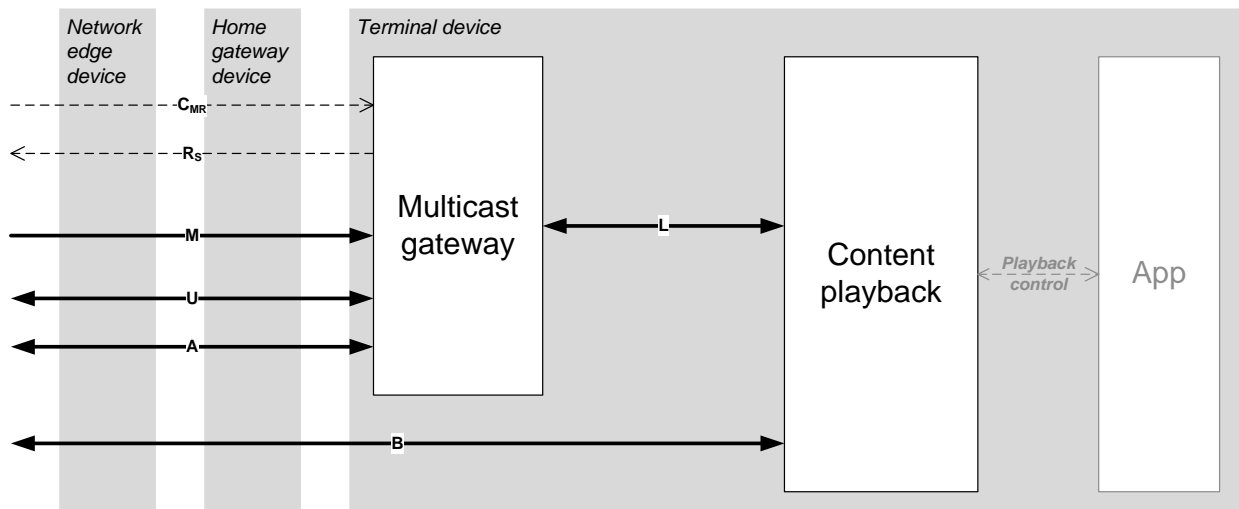 Network
edge
device
Home
gateway
device
Terminal device
CMR
RS
M
U
A
B
Multicast
gateway
L
Content
playback
Playback
control
App